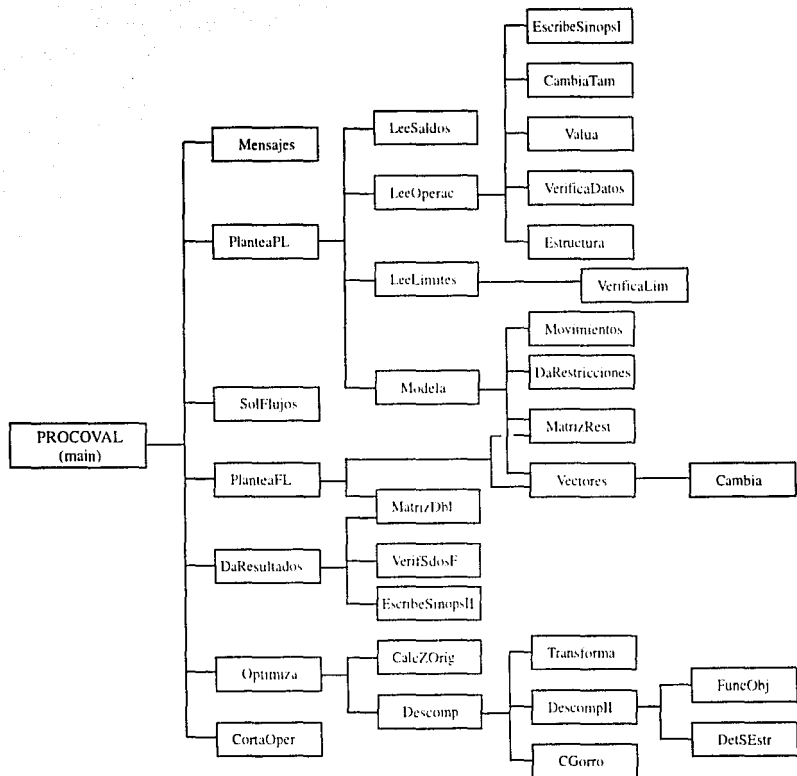 EscribeSinopsI
CambiaTam
LeeSaldos
Valua
Mensajes
LeeOperac
VerificaDatos
PlanteaPL
Estructura
LeeLimites
VerificaLim
Movimientos
Modela
DaRestricciones
SolFlujos
MatrizRest
PROCOVAL
(main)
PlanteaFL
Vectores
Cambia
MatrizDbl
DaResultados
VerifSdosF
EscribeSinopsII
CalcZOrig
Transforma
Optimiza
Descomp
DescompII
FuncObj
CortaOper
DetSEstr
CGorro